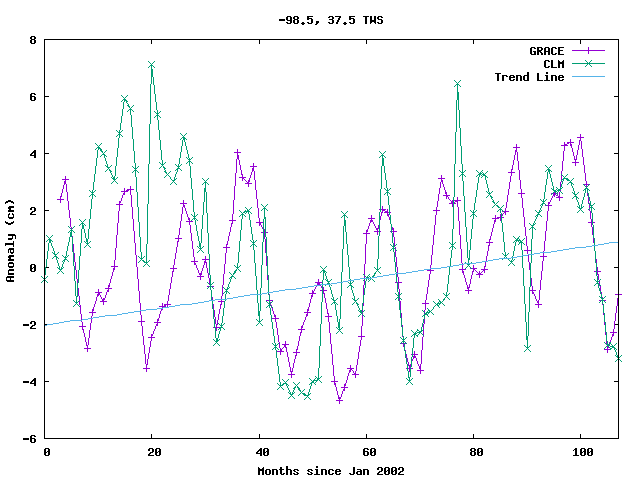 -98.5, 37.5 TWS
GRACE
CLM
Trend Line
8
6
4
2
0
-2
-4
-6
Anomaly (cm)
0 20 40 60 80 100
Months since Jan 2002